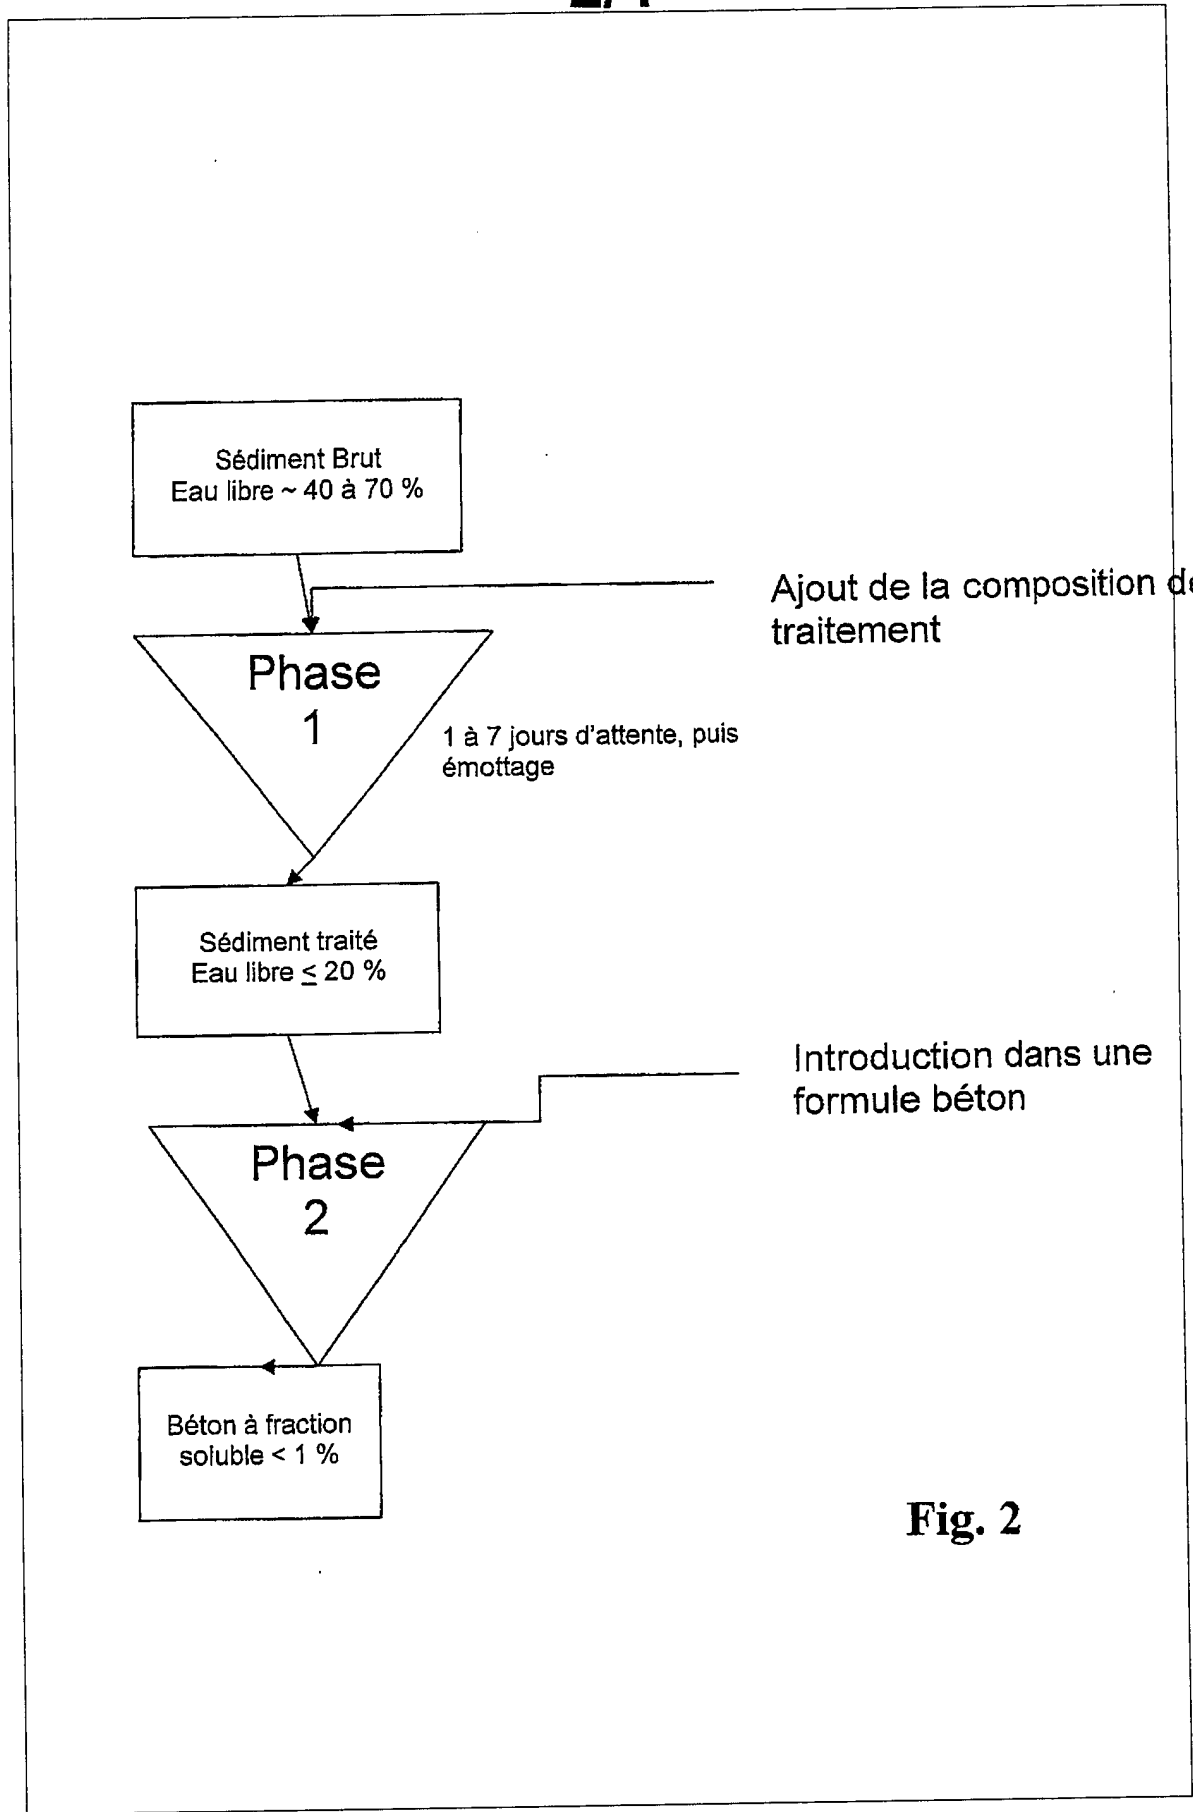 Sédiment Brut
Eau libre ~ 40 à 70 %
Ajout de la composition de
traitement
Phase
1
1 à 7 jours d'attente, puis
émottage
Sédiment traité
Eau libre ≤ 20 %
Introduction dans une
formule béton
Phase
2
Béton à fraction
soluble < 1 %
Fig. 2